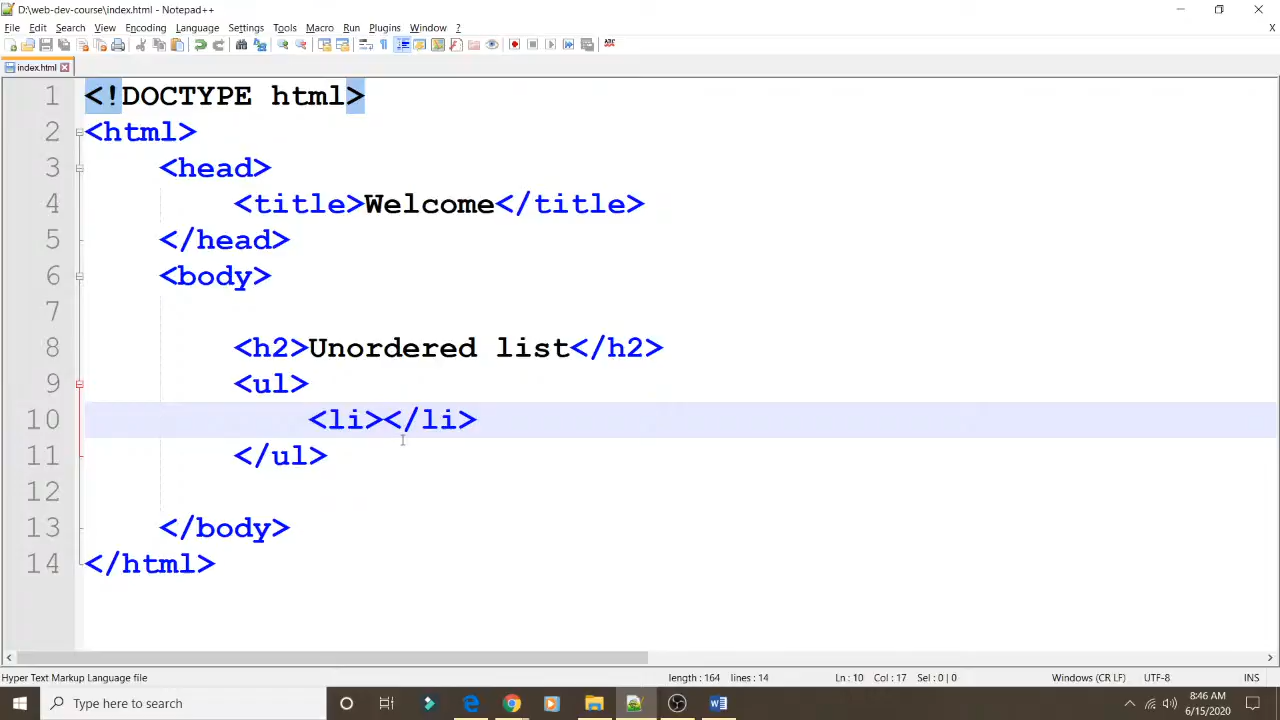 D:\web-dev-course\index.html - Notepad++
File Edit Search View Encoding Language Settings Tools Macro Run Plugins Window ? X
index.html
1 <!DOCTYPE html>
2 <html>
3 <head>
4 <title>Welcome</title>
5 </head>
6 <body>
7
8 <h2>Unordered list</h2>
9 <ul>
10 <li></li>
11 </ul>
12
13 </body>
14 </html>
Hyper Text Markup Language file length : 164 lines : 14 Ln : 10 Col : 17 Sel : 0 | 0 Windows (CR LF) UTF-8 INS
Type here to search
8:46 AM
6/15/2020